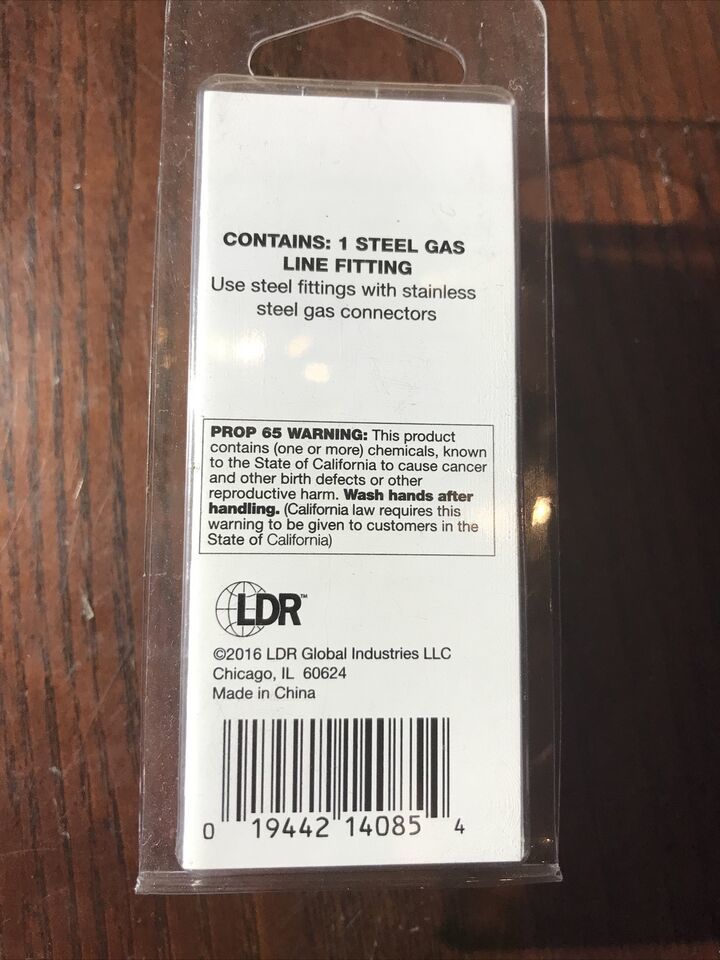 CONTAINS: 1 STEEL GAS
LINE FITTING
Use steel fittings with stainless
steel gas connectors
PROP 65 WARNING: This product
contains (one or more) chemicals, known
to the State of California to cause cancer
and other birth defects or other
reproductive harm. Wash hands after
handling. (California law requires this
warning to be given to customers in the
State of California)
LDR™
©2016 LDR Global Industries LLC
Chicago, IL 60624
Made in China
0 19442 14085 4